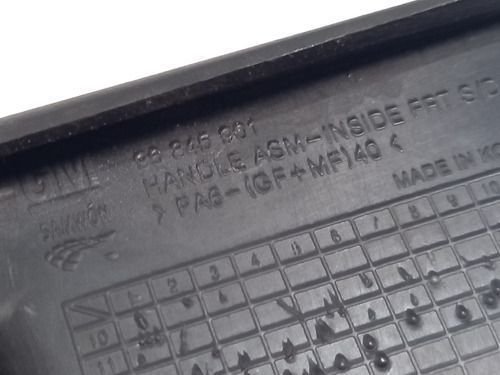 GM
96 845 901
HANDLE ASM-INSIDE FRT SID
> PA6-(GF+MF)40 <
MADE IN KO
1 2 3 4 5 6 7 8 9 10
10
11